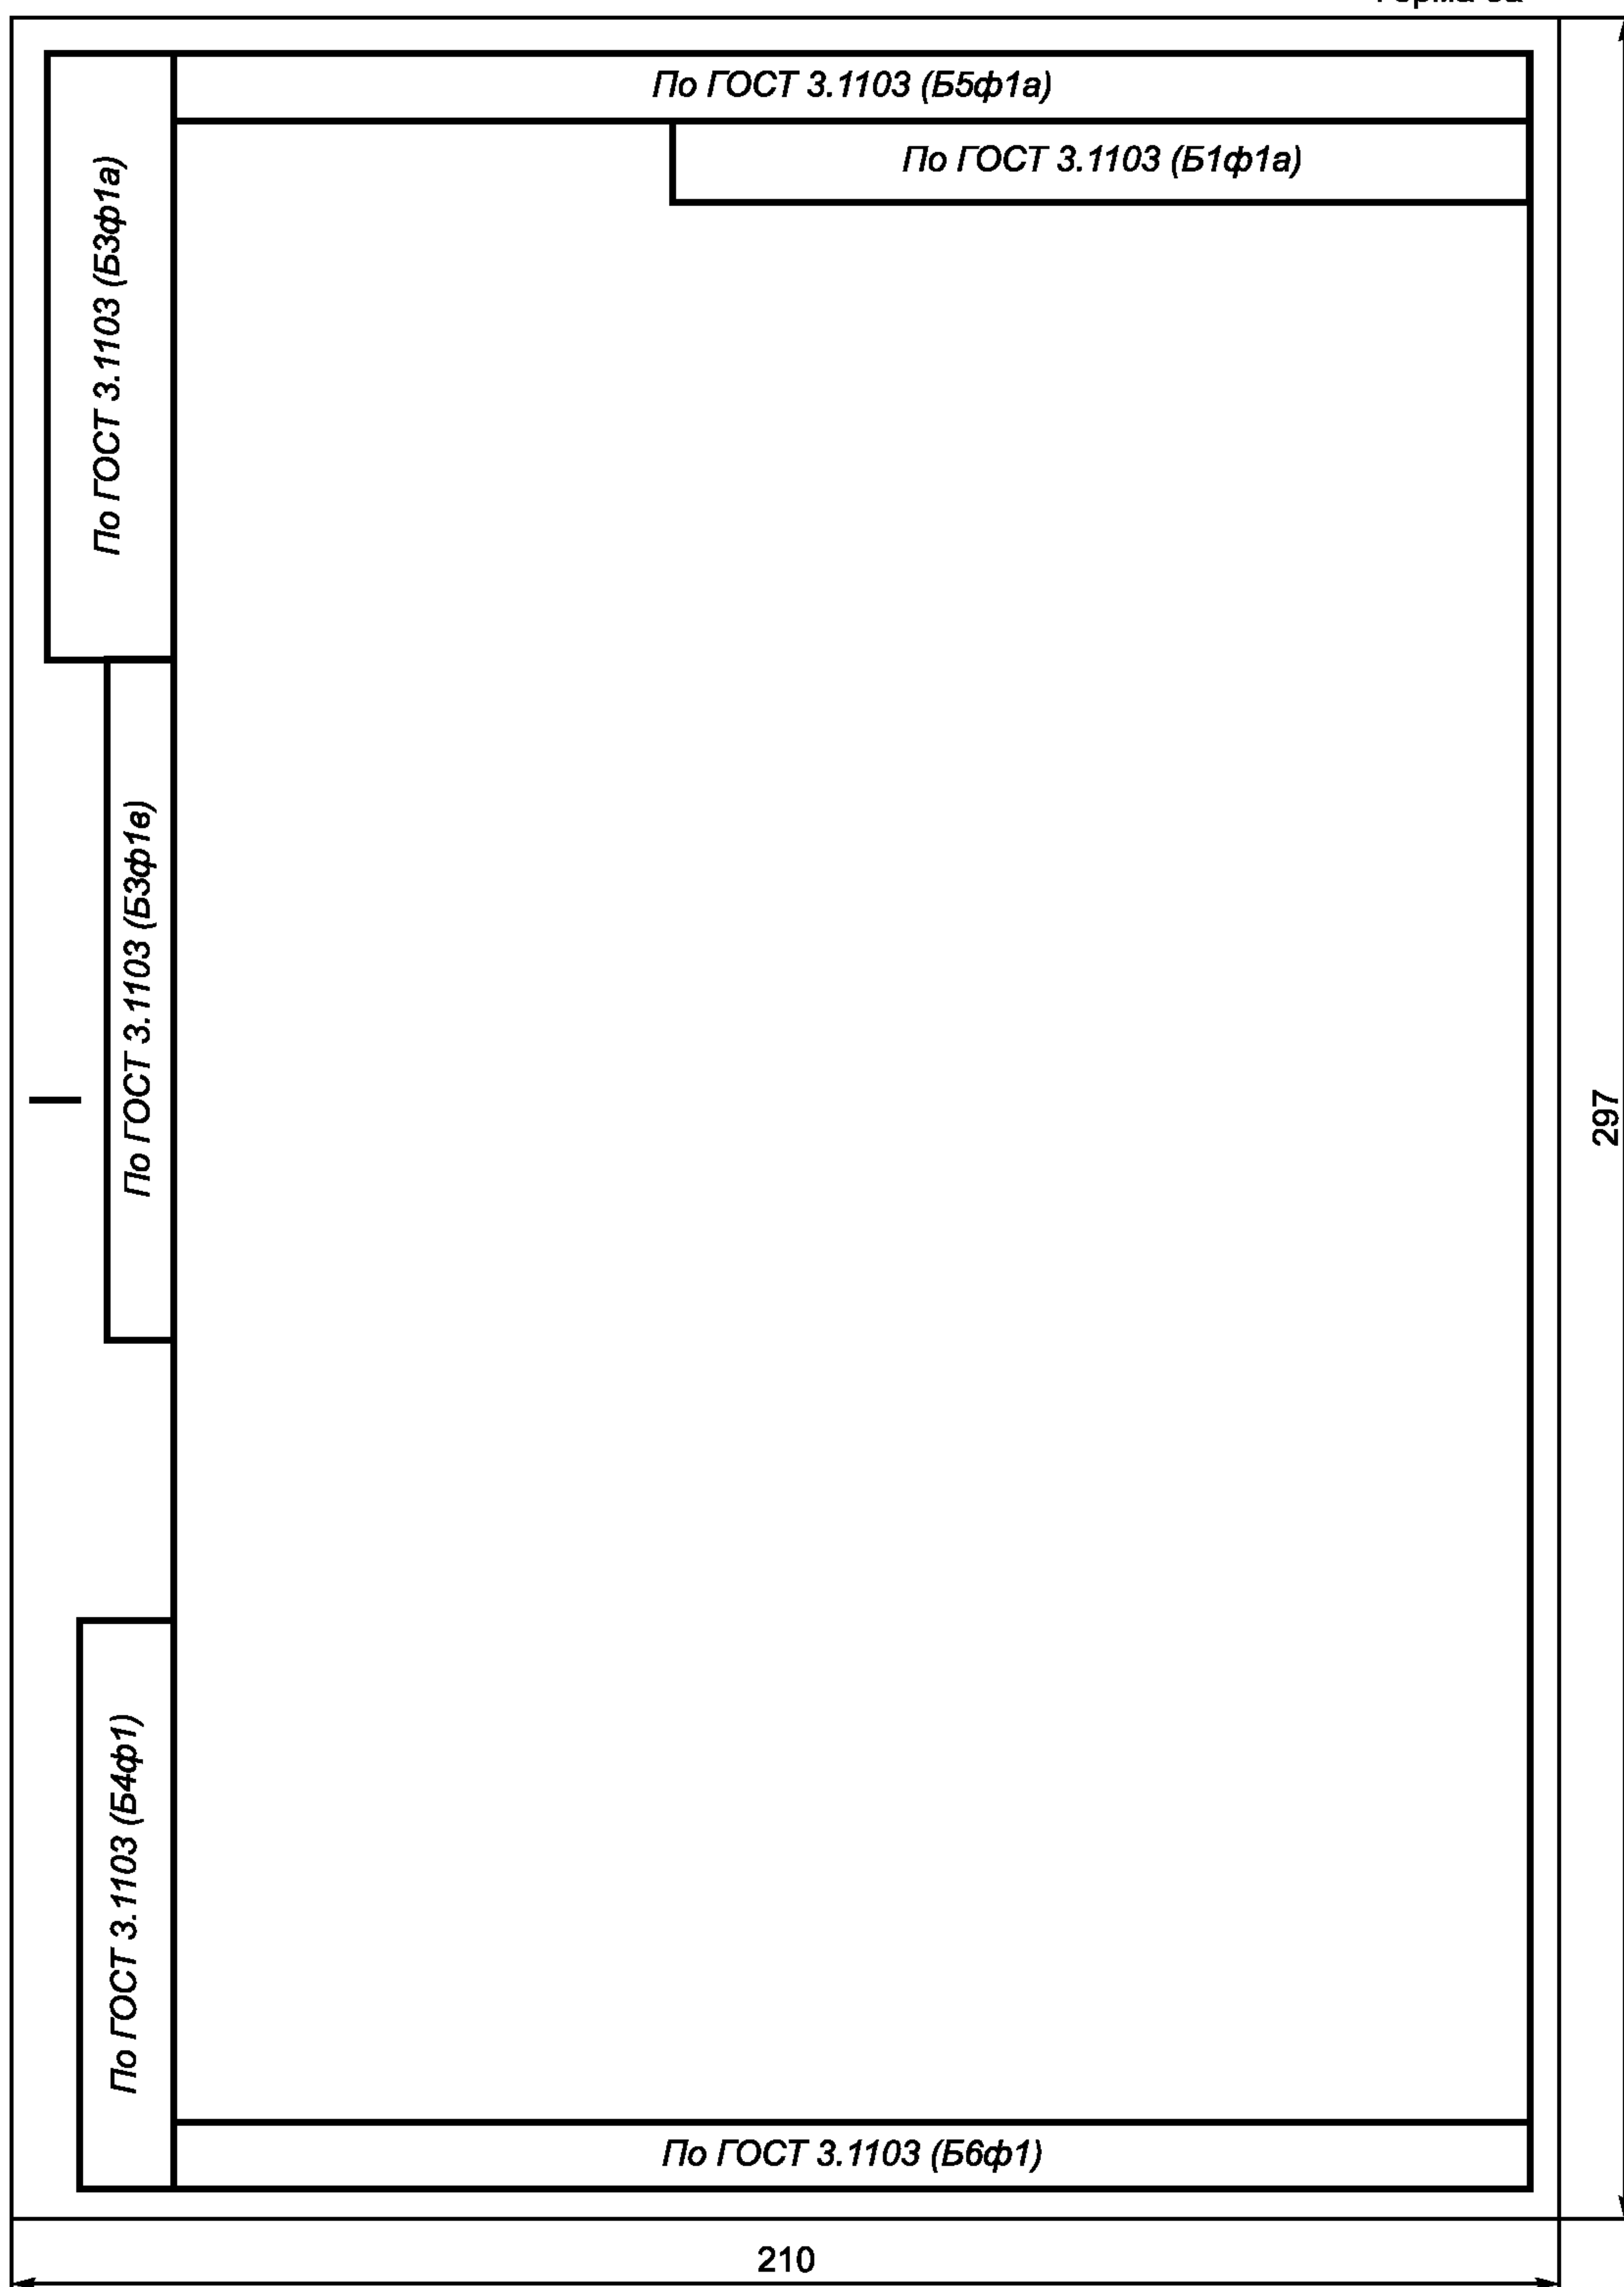 По ГОСТ 3.1103 (Б5ф1а)
По ГОСТ 3.1103 (Б1ф1а)
По ГОСТ 3.1103 (Б3ф1а)
По ГОСТ 3.1103 (Б3ф1в)
297
По ГОСТ 3.1103 (Б4ф1)
По ГОСТ 3.1103 (Б6ф1)
210